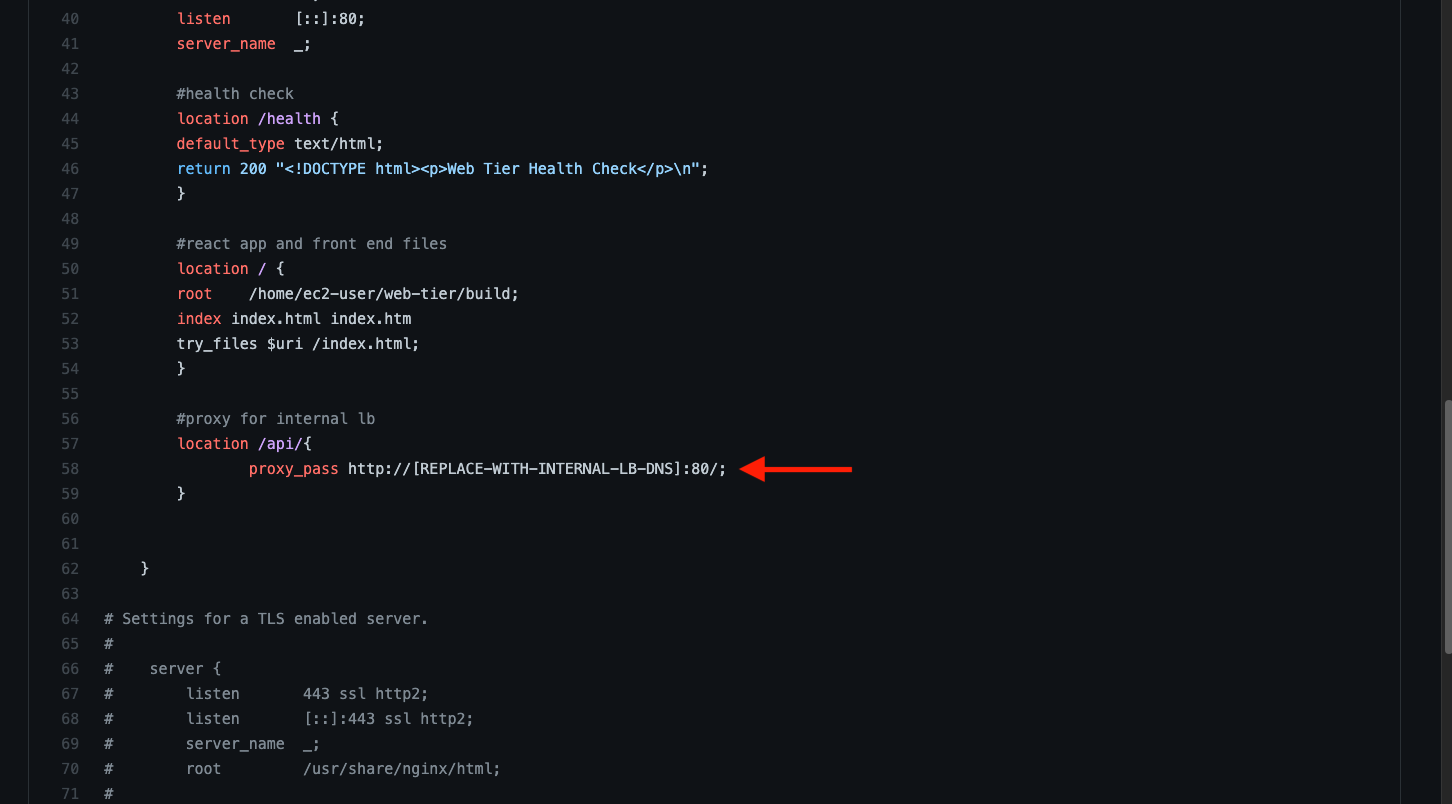 40 listen [::]:80;
41 server_name _;
42
43 #health check
44 location /health {
45 default_type text/html;
46 return 200 "<!DOCTYPE html><p>Web Tier Health Check</p>\n";
47 }
48
49 #react app and front end files
50 location / {
51 root /home/ec2-user/web-tier/build;
52 index index.html index.htm
53 try_files $uri /index.html;
54 }
55
56 #proxy for internal lb
57 location /api/{
58 proxy_pass http://[REPLACE-WITH-INTERNAL-LB-DNS]:80/;
59 }
60
61
62 }
63
64 # Settings for a TLS enabled server.
65 #
66 # server {
67 # listen 443 ssl http2;
68 # listen [::]:443 ssl http2;
69 # server_name _;
70 # root /usr/share/nginx/html;
71 #